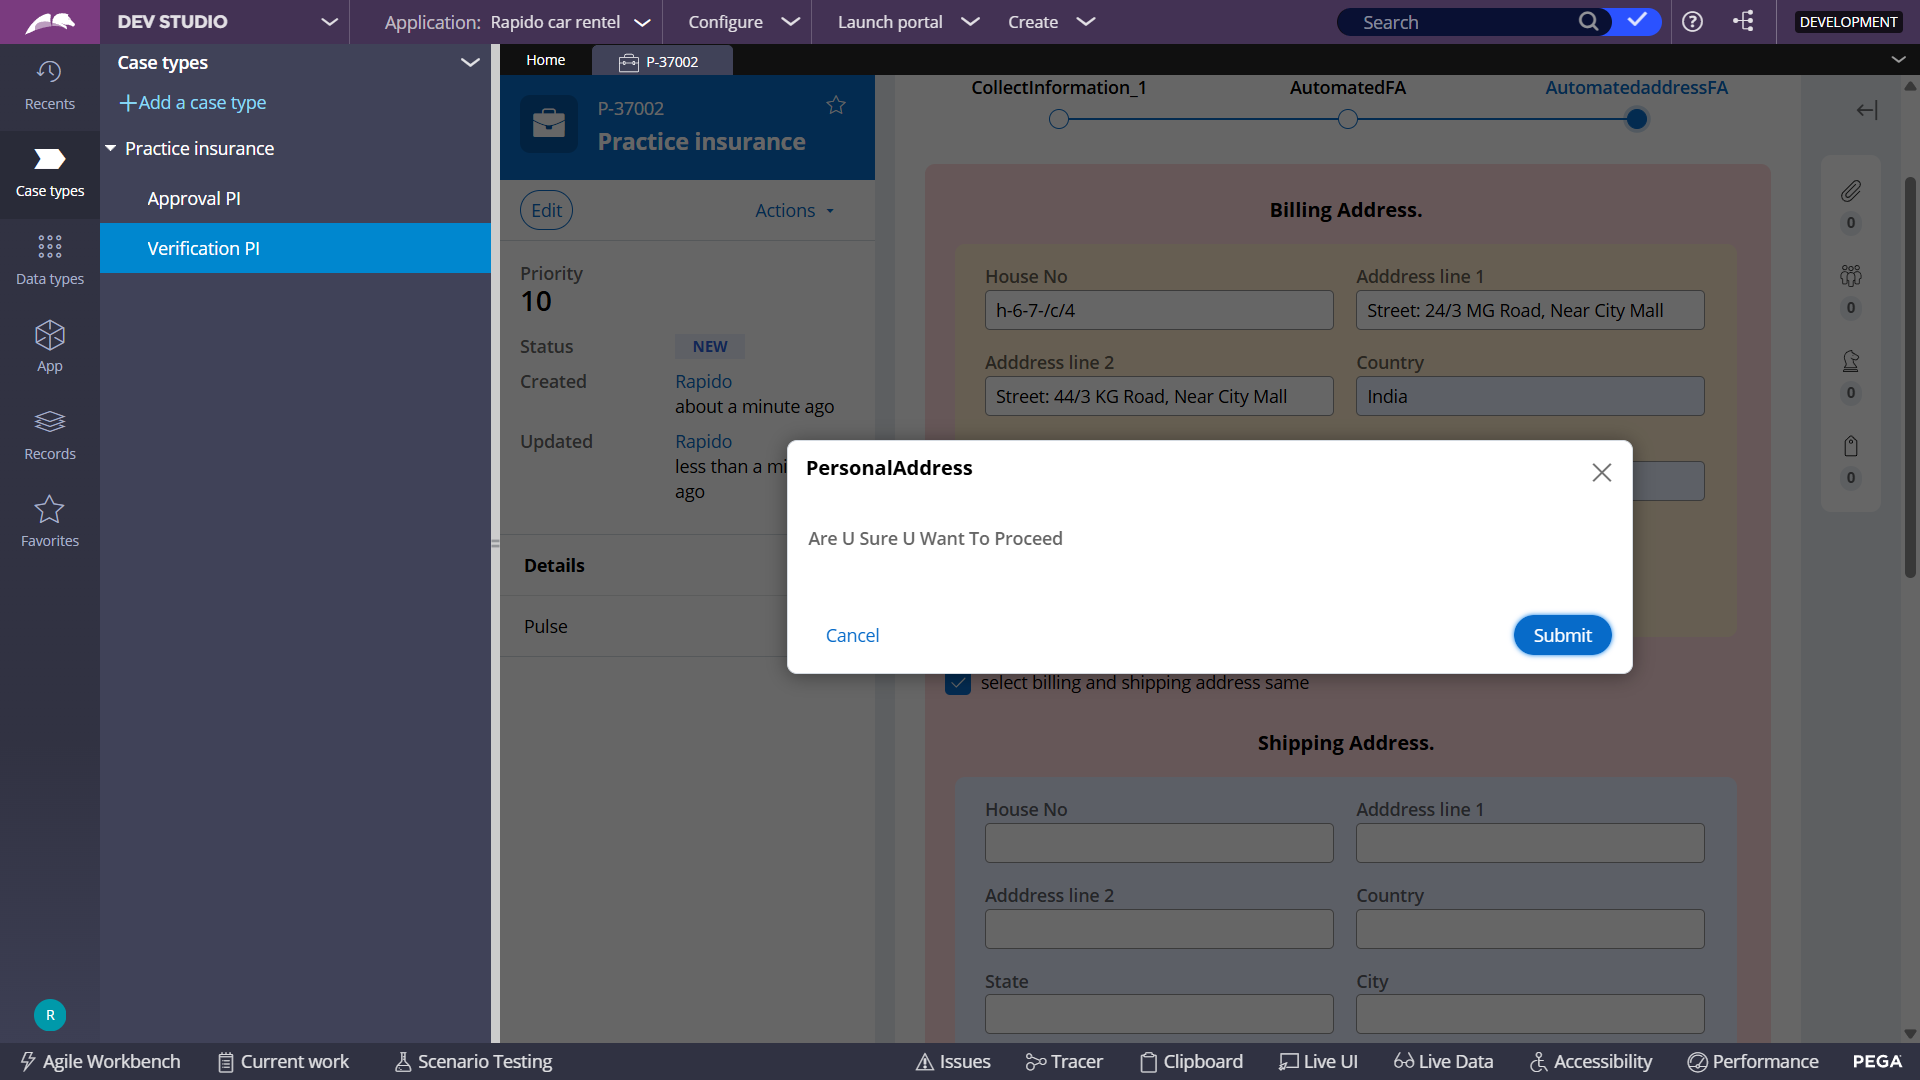 DEV STUDIO
Application: Rapido car rentel
Configure
Launch portal
Create
Search
DEVELOPMENT
Recents
Case types
Data types
App
Records
Favorites
R
Case types
Add a case type
Practice insurance
Approval PI
Verification PI
Home
P-37002
P-37002
Practice insurance
Edit
Actions
Priority
10
Status NEW
Created Rapido
about a minute ago
Updated Rapido
less than a mi
ago
Details
Pulse
CollectInformation_1 AutomatedFA AutomatedaddressFA
Billing Address.
House No Adddress line 1
h-6-7-/c/4 Street: 24/3 MG Road, Near City Mall
Adddress line 2 Country
Street: 44/3 KG Road, Near City Mall India
PersonalAddress
Are U Sure U Want To Proceed
Cancel Submit
select billing and shipping address same
Shipping Address.
House No Adddress line 1
Adddress line 2 Country
State City
0
0
0
0
Agile Workbench Current work Scenario Testing Issues Tracer Clipboard Live UI Live Data Accessibility Performance PEGA